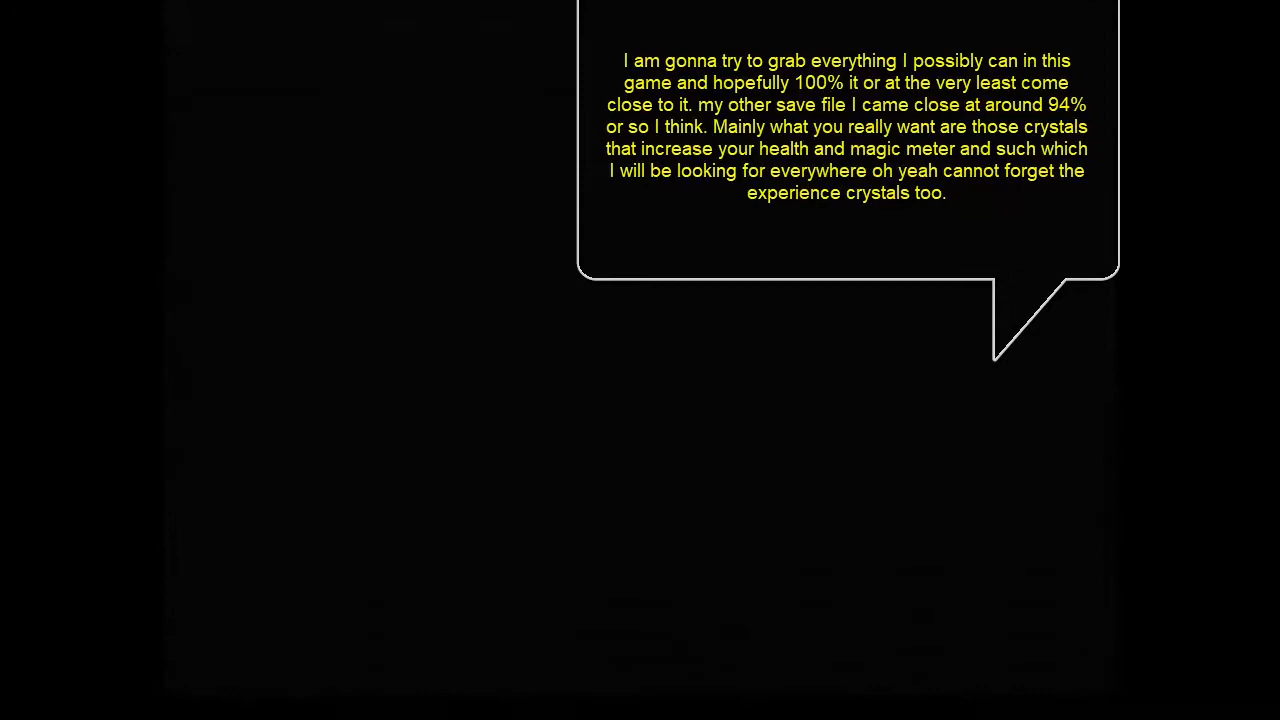 I am gonna try to grab everything I possibly can in this
game and hopefully 100% it or at the very least come
close to it. my other save file I came close at around 94%
or so I think. Mainly what you really want are those crystals
that increase your health and magic meter and such which
I will be looking for everywhere oh yeah cannot forget the
experience crystals too.